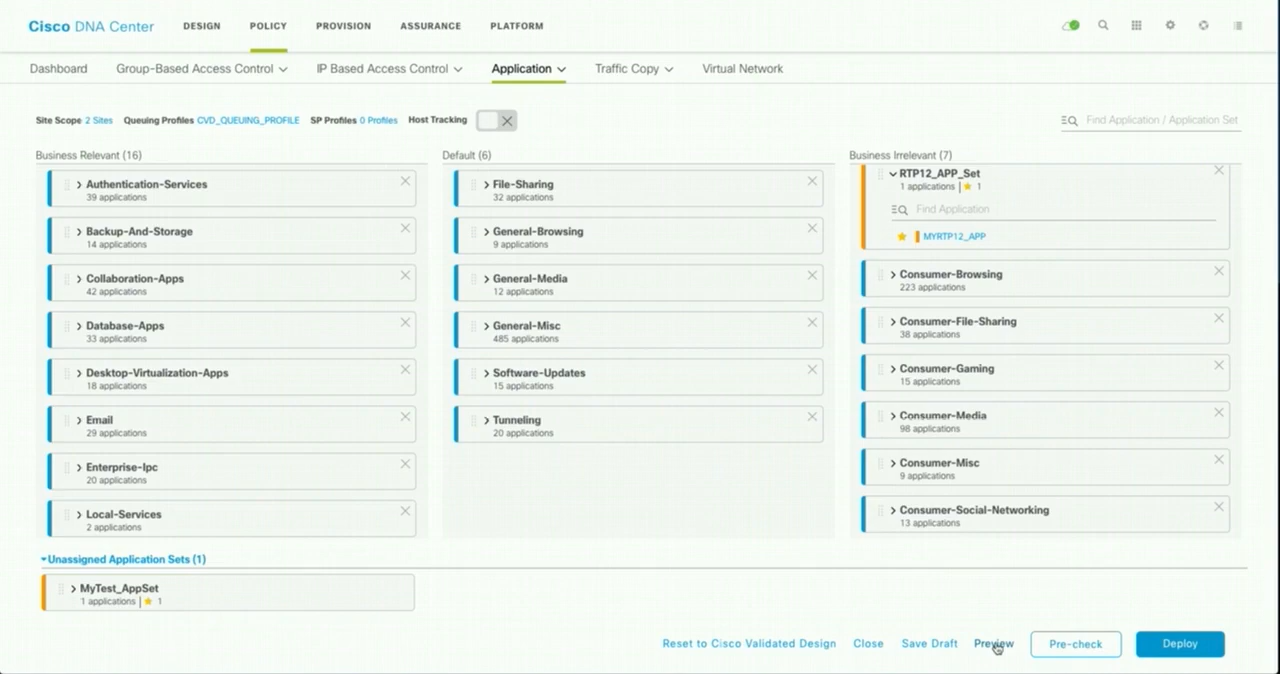 Cisco DNA Center DESIGN POLICY PROVISION ASSURANCE PLATFORM
Dashboard Group-Based Access Control IP Based Access Control Application Traffic Copy Virtual Network
Site Scope 2 Sites Queuing Profiles CVD_QUEUING_PROFILE SP Profiles 0 Profiles Host Tracking Find Application / Application Set
Business Relevant (16)
Authentication-Services
39 applications
Backup-And-Storage
14 applications
Collaboration-Apps
42 applications
Database-Apps
33 applications
Desktop-Virtualization-Apps
18 applications
Email
29 applications
Enterprise-Ipc
20 applications
Local-Services
2 applications
Default (6)
File-Sharing
32 applications
General-Browsing
9 applications
General-Media
12 applications
General-Misc
485 applications
Software-Updates
15 applications
Tunneling
20 applications
Business Irrelevant (7)
RTP12_APP_Set
1 applications | 1
Find Application
MYRTP12_APP
Consumer-Browsing
223 applications
Consumer-File-Sharing
38 applications
Consumer-Gaming
15 applications
Consumer-Media
98 applications
Consumer-Misc
9 applications
Consumer-Social-Networking
13 applications
Unassigned Application Sets (1)
MyTest_AppSet
1 applications | 1
Reset to Cisco Validated Design Close Save Draft Preview Pre-check Deploy